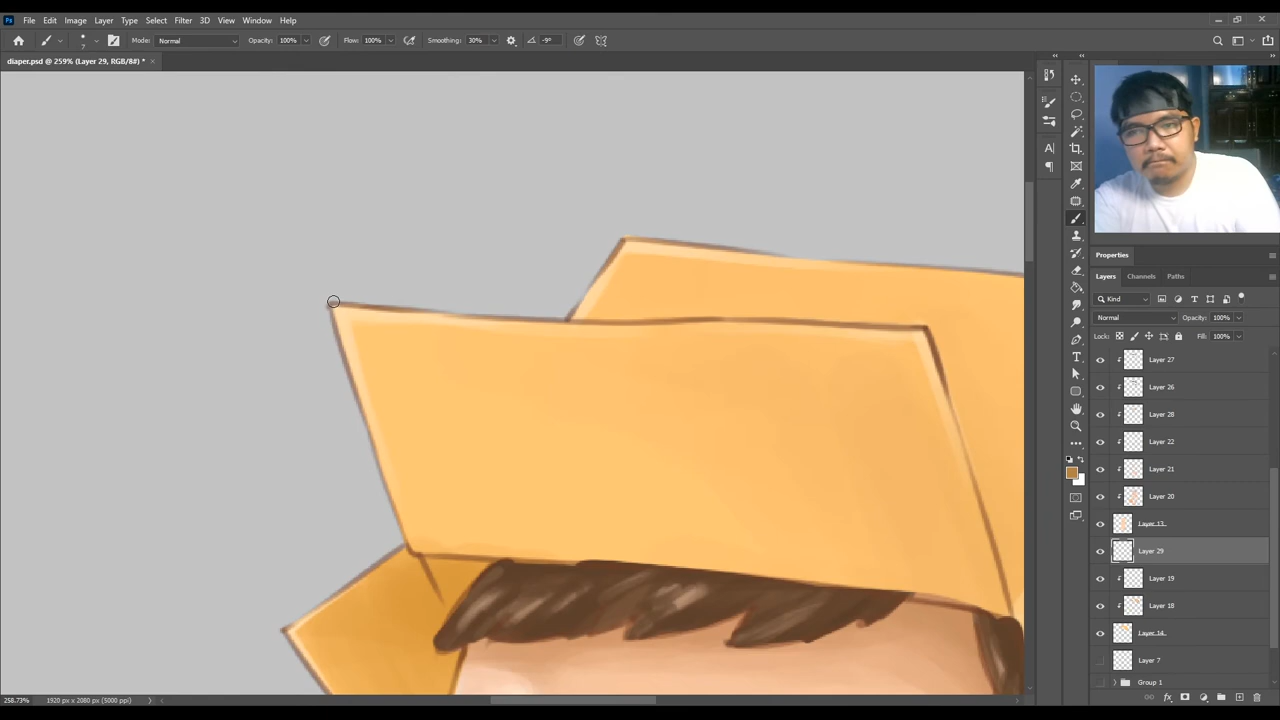 Ps File Edit Image Layer Type Select Filter 3D View Window Help
Mode: Normal Opacity: 100% Flow: 100% Smoothing: 30% -9°
diaper.psd @ 259% (Layer 29, RGB/8#) *
Properties
Layers Channels Paths
Kind
Normal Opacity: 100%
Lock: Fill: 100%
Layer 27
Layer 26
Layer 28
Layer 22
Layer 21
Layer 20
Layer 13
Layer 29
Layer 19
Layer 18
Layer 14
Layer 7
Group 1
258.73% 1920 px x 2080 px (5000 ppi)